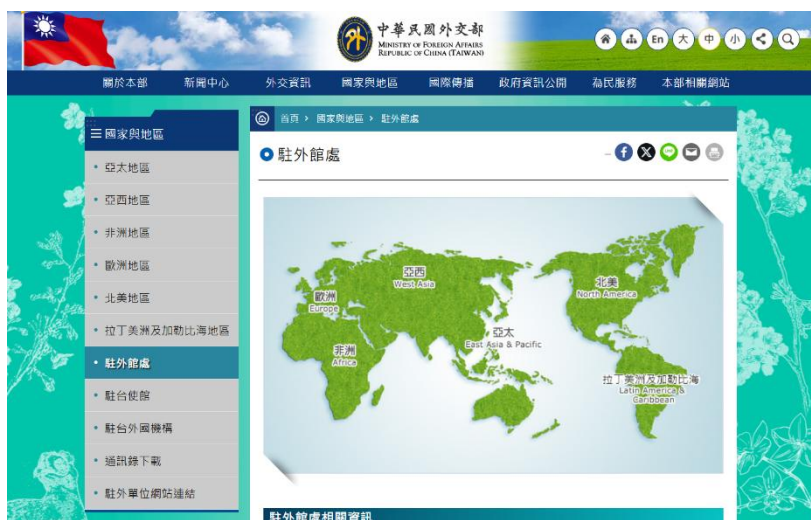 中華民國外交部
MINISTRY OF FOREIGN AFFAIRS
REPUBLIC OF CHINA (TAIWAN)
En 大 中 小
關於本部 新聞中心 外交資訊 國家與地區 國際傳播 政府資訊公開 為民服務 本部相關網站
國家與地區
亞太地區
亞西地區
非洲地區
歐洲地區
北美地區
拉丁美洲及加勒比海地區
駐外館處
駐台使館
駐台外國機構
通訊錄下載
駐外單位網站連結
首頁 › 國家與地區 › 駐外館處
駐外館處
亞西
West Asia
歐洲
Europe
北美
North America
亞太
East Asia & Pacific
非洲
Africa
拉丁美洲及加勒比海
Latin America &
Caribbean
駐外館處相關資訊